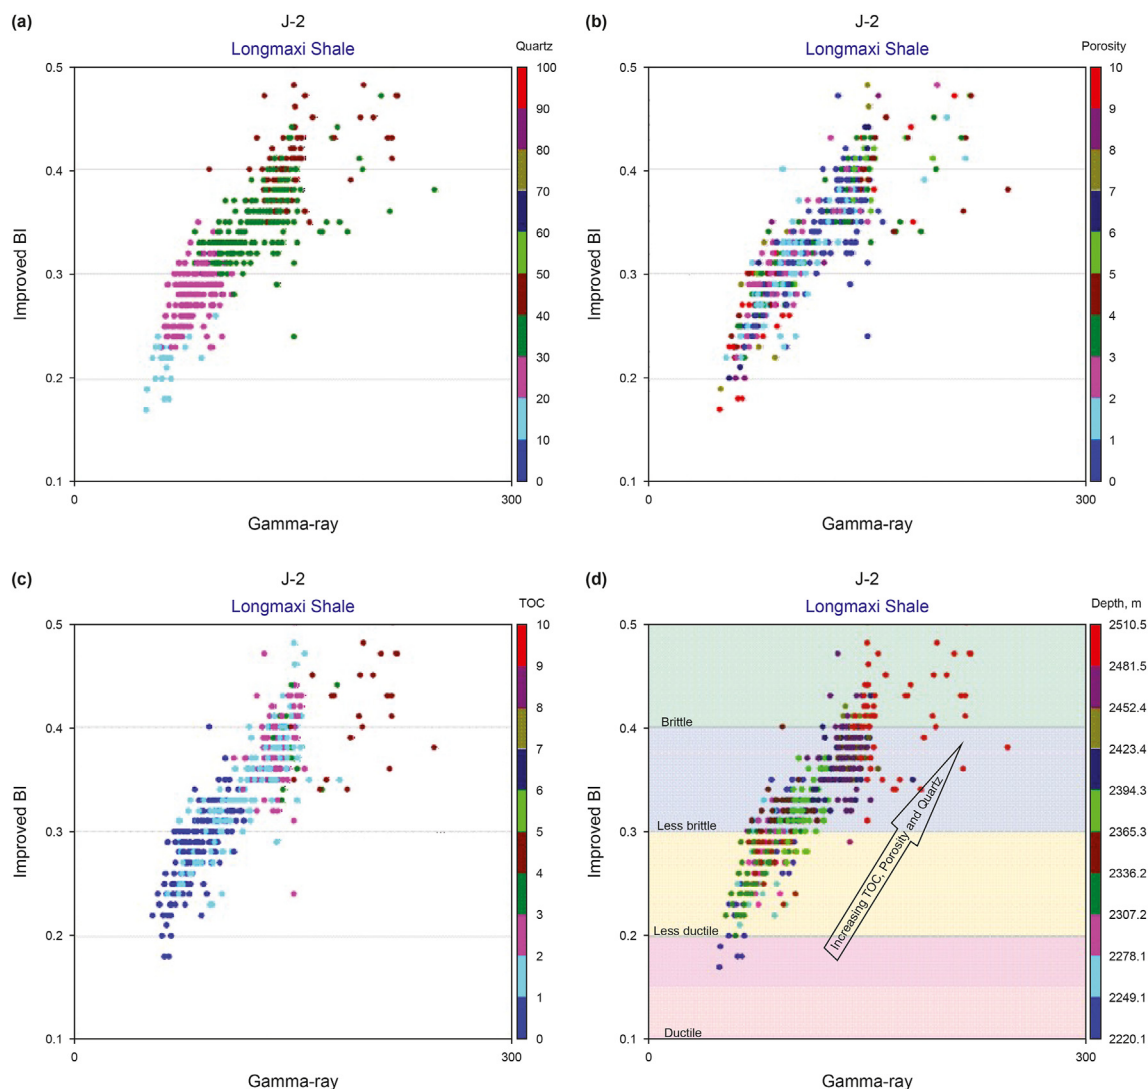 (a)
J-2
Longmaxi Shale
Quartz
0.5
0.4
0.3
0.2
0.1
Improved BI
0
300
Gamma-ray
100
90
80
70
60
50
40
30
20
10
0
(b)
J-2
Longmaxi Shale
Porosity
0.5
0.4
0.3
0.2
0.1
Improved BI
0
300
Gamma-ray
10
9
8
7
6
5
4
3
2
1
0
(c)
J-2
Longmaxi Shale
TOC
0.5
0.4
0.3
0.2
0.1
Improved BI
0
300
Gamma-ray
10
9
8
7
6
5
4
3
2
1
0
(d)
J-2
Longmaxi Shale
Depth, m
0.5
0.4
0.3
0.2
0.1
Improved BI
Brittle
Less brittle
Less ductile
Ductile
Increasing TOC, Porosity and Quartz
0
300
Gamma-ray
2510.5
2481.5
2452.4
2423.4
2394.3
2365.3
2336.2
2307.2
2278.1
2249.1
2220.1